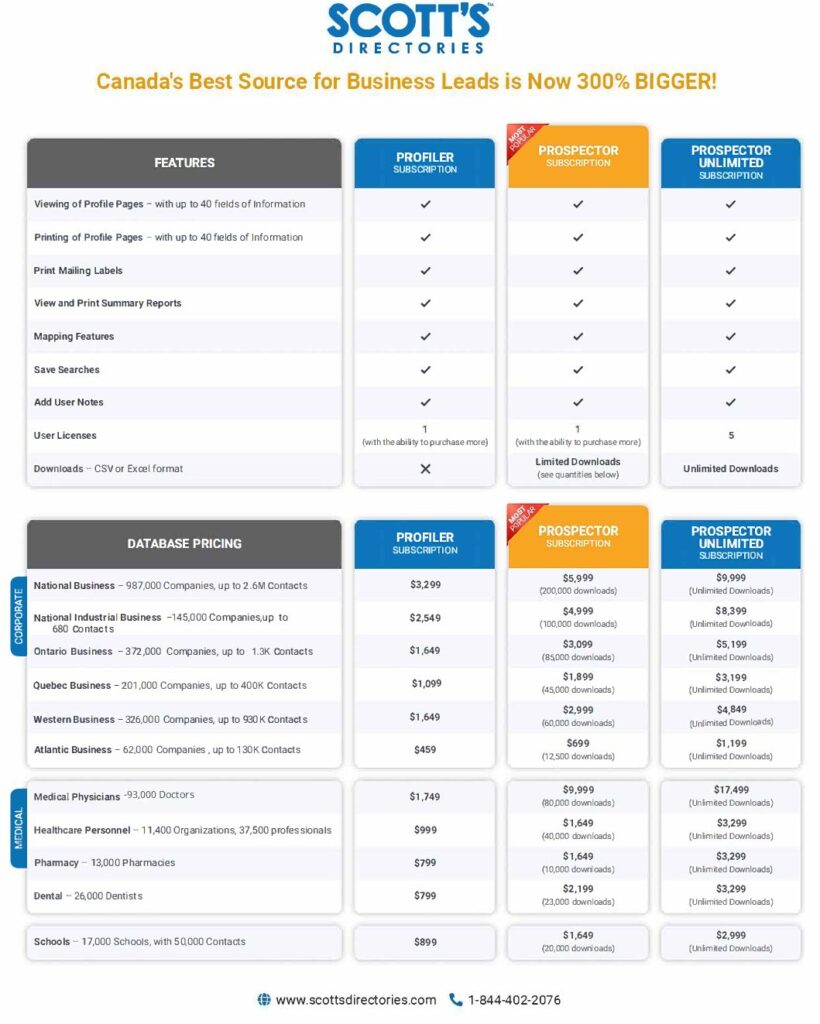 SCOTT'S™
DIRECTORIES
Canada's Best Source for Business Leads is Now 300% BIGGER!
FEATURES
PROFILER
SUBSCRIPTION
MOST
POPULAR
PROSPECTOR
SUBSCRIPTION
PROSPECTOR
UNLIMITED
SUBSCRIPTION
Viewing of Profile Pages – with up to 40 fields of Information ✓ ✓ ✓
Printing of Profile Pages – with up to 40 fields of Information ✓ ✓ ✓
Print Mailing Labels ✓ ✓ ✓
View and Print Summary Reports ✓ ✓ ✓
Mapping Features ✓ ✓ ✓
Save Searches ✓ ✓ ✓
Add User Notes ✓ ✓ ✓
User Licenses
1
(with the ability to purchase more)
1
(with the ability to purchase more)
5
Downloads – CSV or Excel format
✕
Limited Downloads
(see quantities below)
Unlimited Downloads
DATABASE PRICING
PROFILER
SUBSCRIPTION
MOST
POPULAR
PROSPECTOR
SUBSCRIPTION
PROSPECTOR
UNLIMITED
SUBSCRIPTION
CORPORATE
National Business – 987,000 Companies, up to 2.6M Contacts
$3,299
$5,999
(200,000 downloads)
$9,999
(Unlimited Downloads)
National Industrial Business –145,000 Companies,up to
680 Contacts
$2,549
$4,999
(100,000 downloads)
$8,399
(Unlimited Downloads)
Ontario Business – 372,000 Companies, up to 1.3K Contacts
$1,649
$3,099
(85,000 downloads)
$5,199
(Unlimited Downloads)
Quebec Business – 201,000 Companies, up to 400K Contacts
$1,099
$1,899
(45,000 downloads)
$3,199
(Unlimited Downloads)
Western Business – 326,000 Companies, up to 930K Contacts
$1,649
$2,999
(60,000 downloads)
$4,849
(Unlimited Downloads)
Atlantic Business – 62,000 Companies , up to 130K Contacts
$459
$699
(12,500 downloads)
$1,199
(Unlimited Downloads)
MEDICAL
Medical Physicians -93,000 Doctors
$1,749
$9,999
(80,000 downloads)
$17,499
(Unlimited Downloads)
Healthcare Personnel – 11,400 Organizations, 37,500 professionals
$999
$1,649
(40,000 downloads)
$3,299
(Unlimited Downloads)
Pharmacy – 13,000 Pharmacies
$799
$1,649
(10,000 downloads)
$3,299
(Unlimited Downloads)
Dental – 26,000 Dentists
$799
$2,199
(23,000 downloads)
$3,299
(Unlimited Downloads)
Schools – 17,000 Schools, with 50,000 Contacts
$899
$1,649
(20,000 downloads)
$2,999
(Unlimited Downloads)
www.scottsdirectories.com 1-844-402-2076